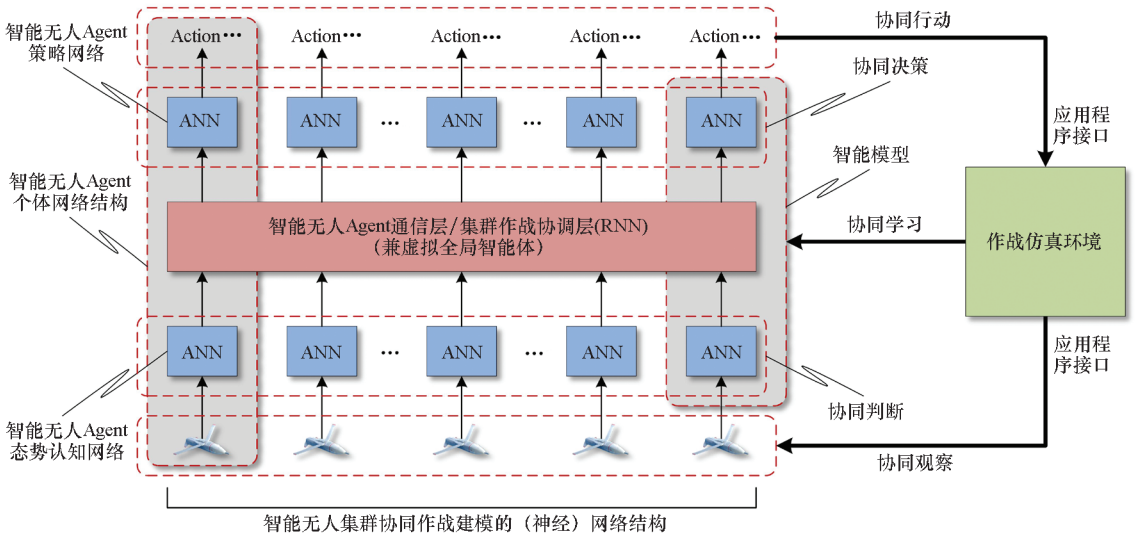 智能无人Agent
策略网络
Action…
Action…
Action…
Action…
Action…
协同行动
协同决策
ANN
ANN
…
ANN
…
ANN
ANN
应用程
序接口
智能模型
智能无人Agent
个体网络结构
智能无人Agent通信层/集群作战协调层(RNN)
（兼虚拟全局智能体）
协同学习
作战仿真环境
ANN
ANN
…
ANN
…
ANN
ANN
应用程
序接口
协同判断
智能无人Agent
态势认知网络
协同观察
智能无人集群协同作战建模的（神经）网络结构